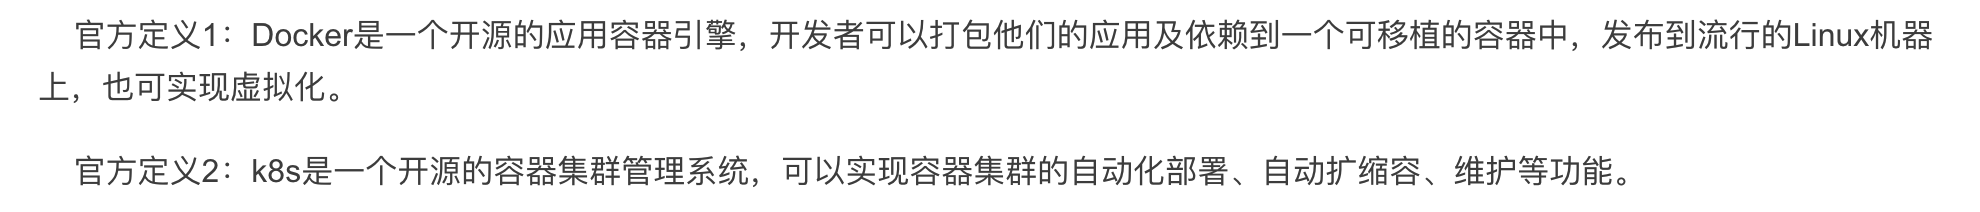 官方定义1：Docker是一个开源的应用容器引擎，开发者可以打包他们的应用及依赖到一个可移植的容器中，发布到流行的Linux机器
上，也可实现虚拟化。
官方定义2：k8s是一个开源的容器集群管理系统，可以实现容器集群的自动化部署、自动扩缩容、维护等功能。